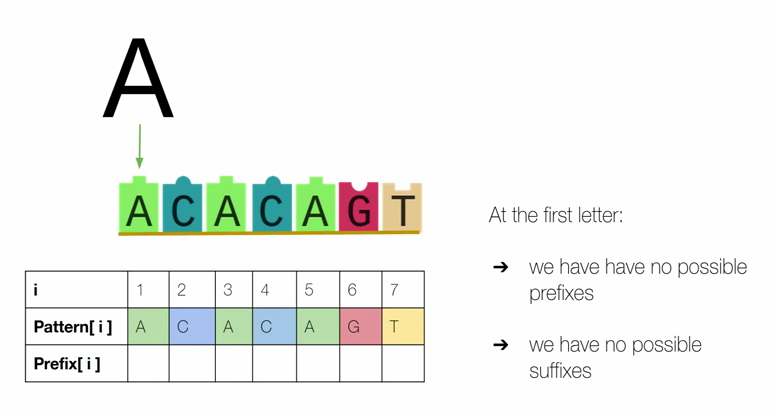 A
A C A C A G T
At the first letter:
➔ we have have no possible
prefixes
➔ we have no possible
suffixes
i 1 2 3 4 5 6 7
Pattern[ i ] A C A C A G T
Prefix[ i ]